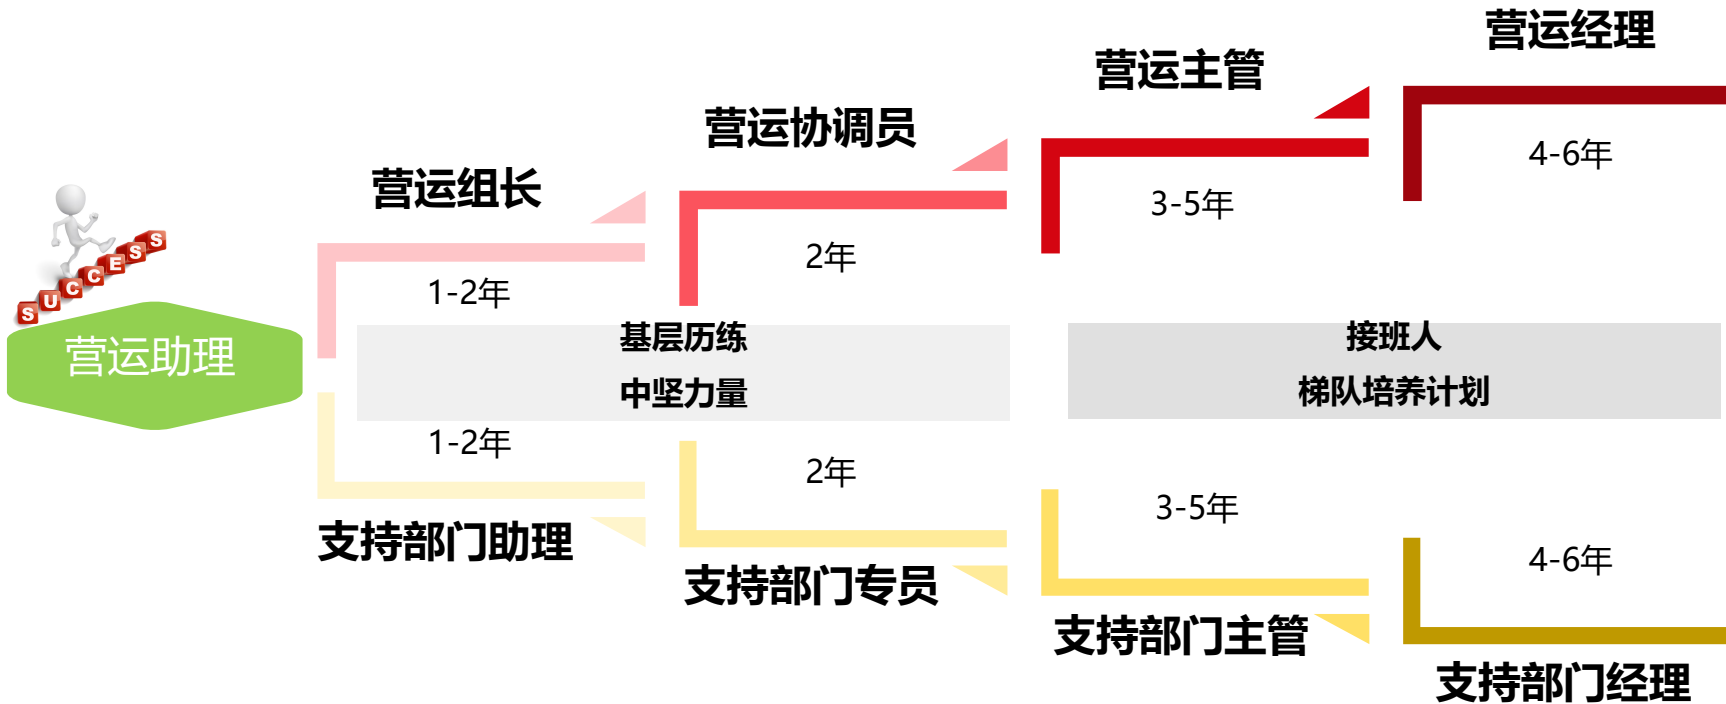 营运经理
营运主管
营运协调员
营运组长
4-6年
3-5年
2年
1-2年
SUCCESS
营运助理
基层历练
中坚力量
接班人
梯队培养计划
1-2年
2年
3-5年
4-6年
支持部门助理
支持部门专员
支持部门主管
支持部门经理